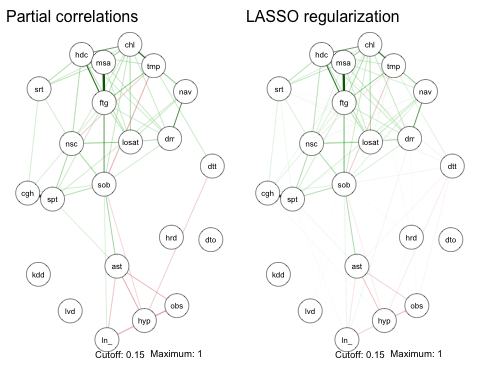 Partial correlations
chl
hdc
msa
tmp
srt
nav
ftg
nsc
losat
drr
dtt
sob
cgh
spt
hrd
dto
ast
kdd
obs
lvd
hyp
ln_
Cutoff: 0.15 Maximum: 1
LASSO regularization
chl
hdc
msa
tmp
srt
nav
ftg
nsc
losat
drr
dtt
sob
cgh
spt
hrd
dto
ast
kdd
obs
lvd
hyp
ln_
Cutoff: 0.15 Maximum: 1